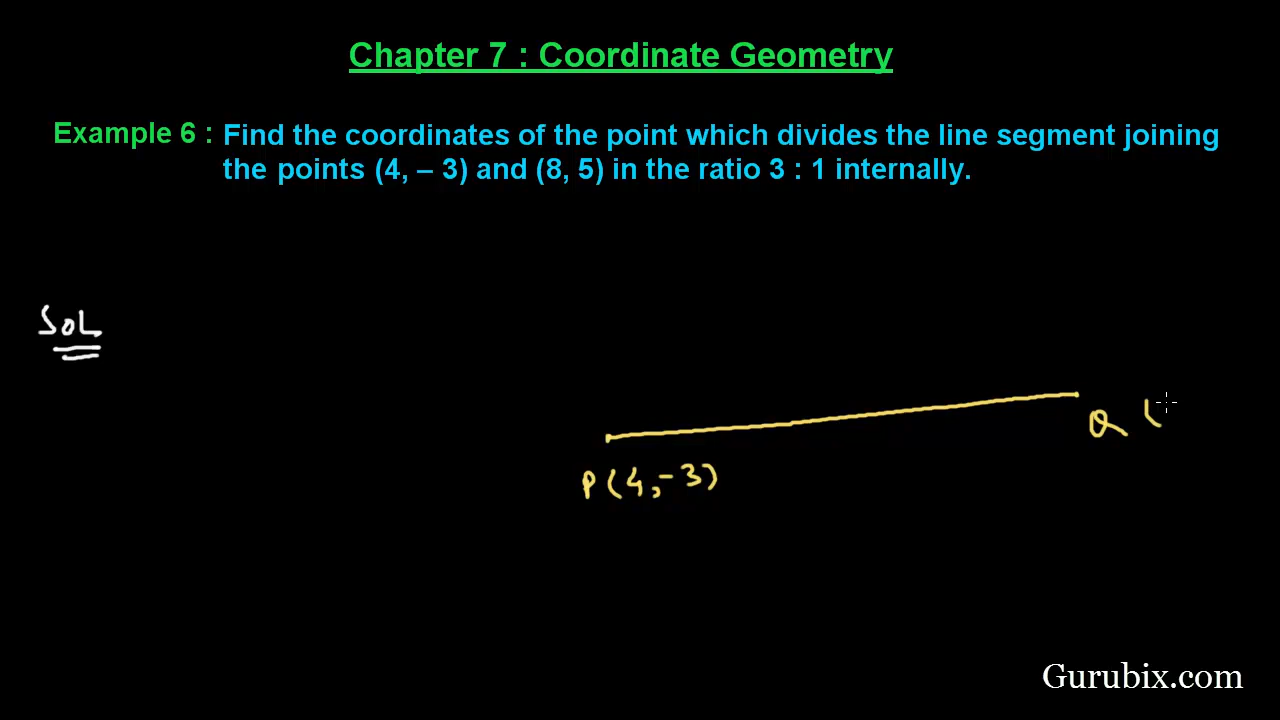 Chapter 7 : Coordinate Geometry
Example 6 : Find the coordinates of the point which divides the line segment joining
the points (4, – 3) and (8, 5) in the ratio 3 : 1 internally.
SOL
Q (
P(4,-3)
Gurubix.com